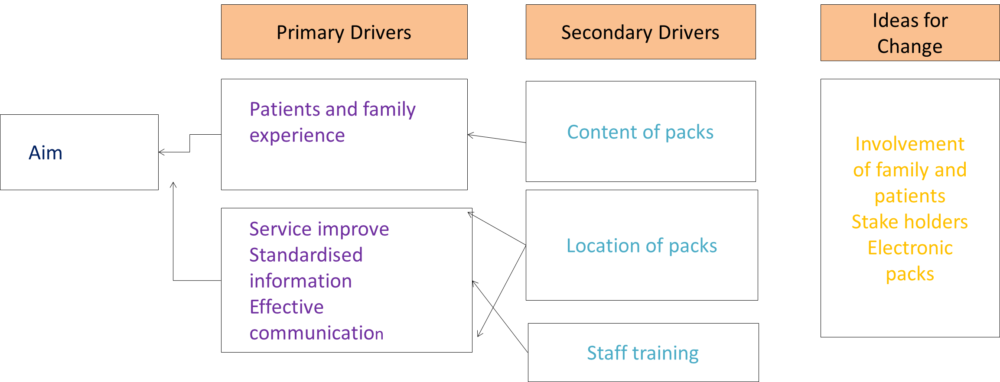 Primary Drivers
Secondary Drivers
Ideas for
Change
Aim
Patients and family
experience
Service improve
Standardised
information
Effective
communication
Content of packs
Location of packs
Staff training
Involvement
of family and
patients
Stake holders
Electronic
packs